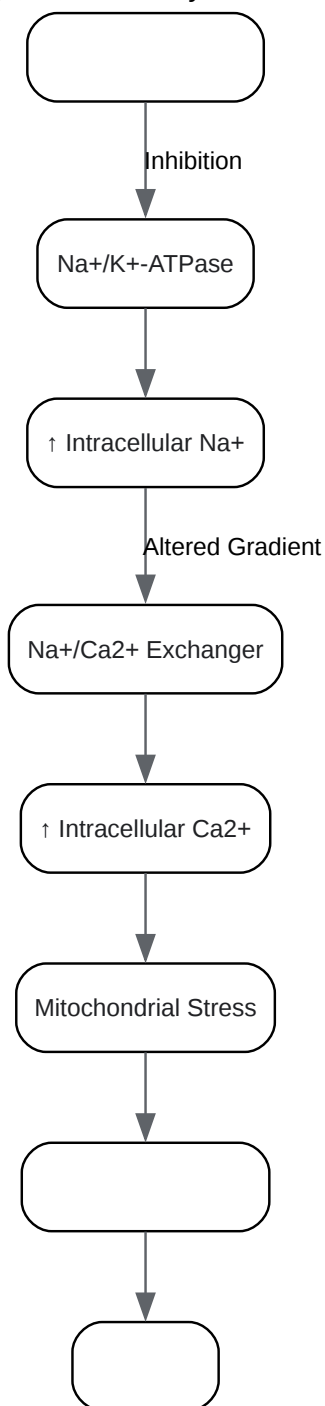 Inhibition
Na+/K+-ATPase
↑ Intracellular Na+
Altered Gradient
Na+/Ca2+ Exchanger
↑ Intracellular Ca2+
Mitochondrial Stress